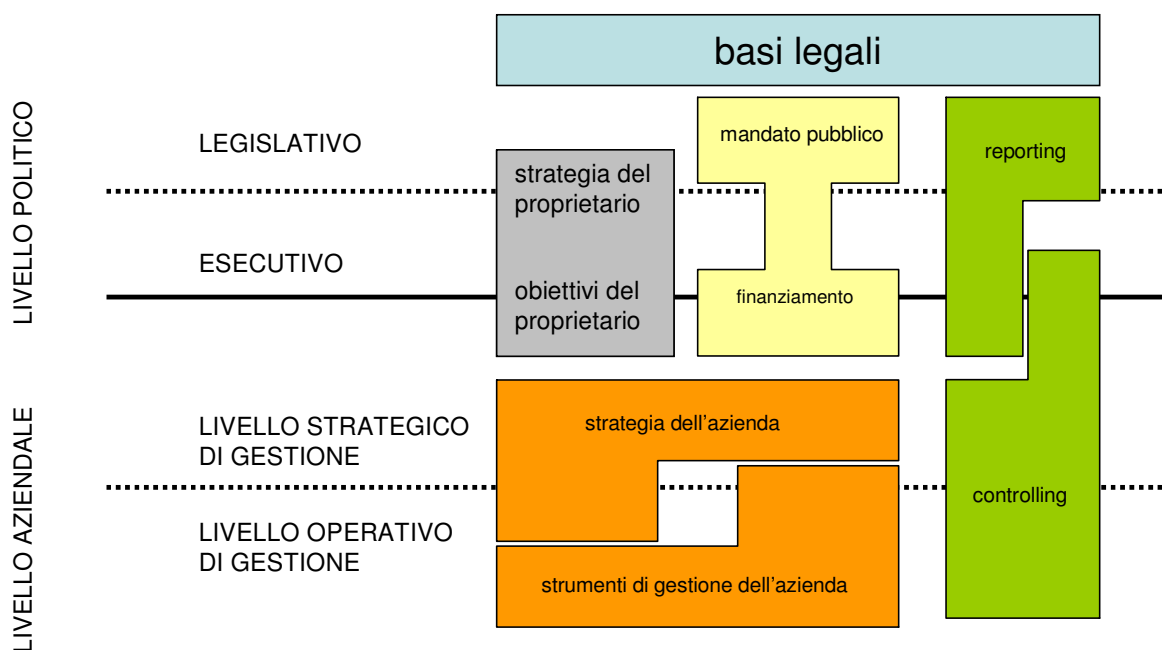 basi legali
LIVELLO POLITICO
LEGISLATIVO
mandato pubblico
reporting
strategia del
proprietario
ESECUTIVO
obiettivi del
proprietario
finanziamento
LIVELLO AZIENDALE
LIVELLO STRATEGICO
DI GESTIONE
strategia dell'azienda
controlling
LIVELLO OPERATIVO
DI GESTIONE
strumenti di gestione dell'azienda